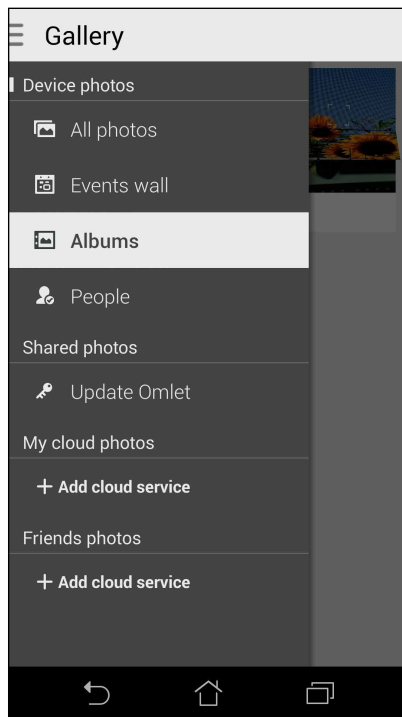 Gallery
Device photos
All photos
Events wall
Albums
People
Shared photos
Update Omlet
My cloud photos
+ Add cloud service
Friends photos
+ Add cloud service